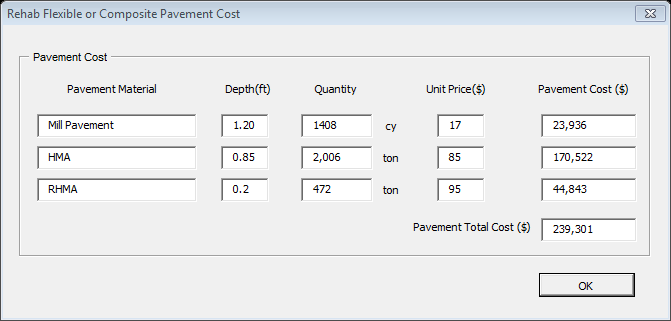 Rehab Flexible or Composite Pavement Cost
Pavement Cost
Pavement Material Depth(ft) Quantity Unit Price($) Pavement Cost ($)
Mill Pavement 1.20 1408 cy 17 23,936
HMA 0.85 2,006 ton 85 170,522
RHMA 0.2 472 ton 95 44,843
Pavement Total Cost ($) 239,301
OK